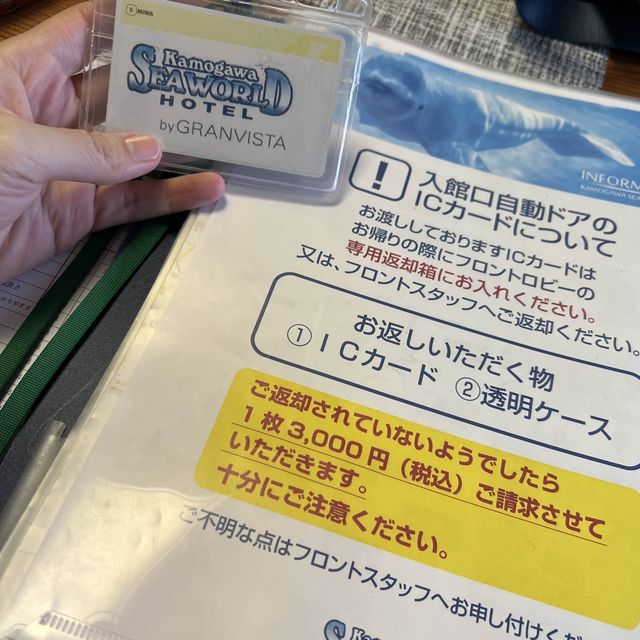 E MIWA
Kamogawa
SEAWORLD
HOTEL
by GRANVISTA
KAMOGAWA SEA
! 入館口自動ドアの
ICカードについて
お渡ししておりますICカードは
お帰りの際にフロントロビーの
専用返却箱にお入れください。
又は、フロントスタッフへご返却ください。
お返しいただく物
①ICカード ②透明ケース
ご返却されていないようでしたら
1枚3,000円（税込）ご請求させて
いただきます。
十分にご注意ください。
ご不明な点はフロントスタッフへお申し付けくだ
Kamogawa